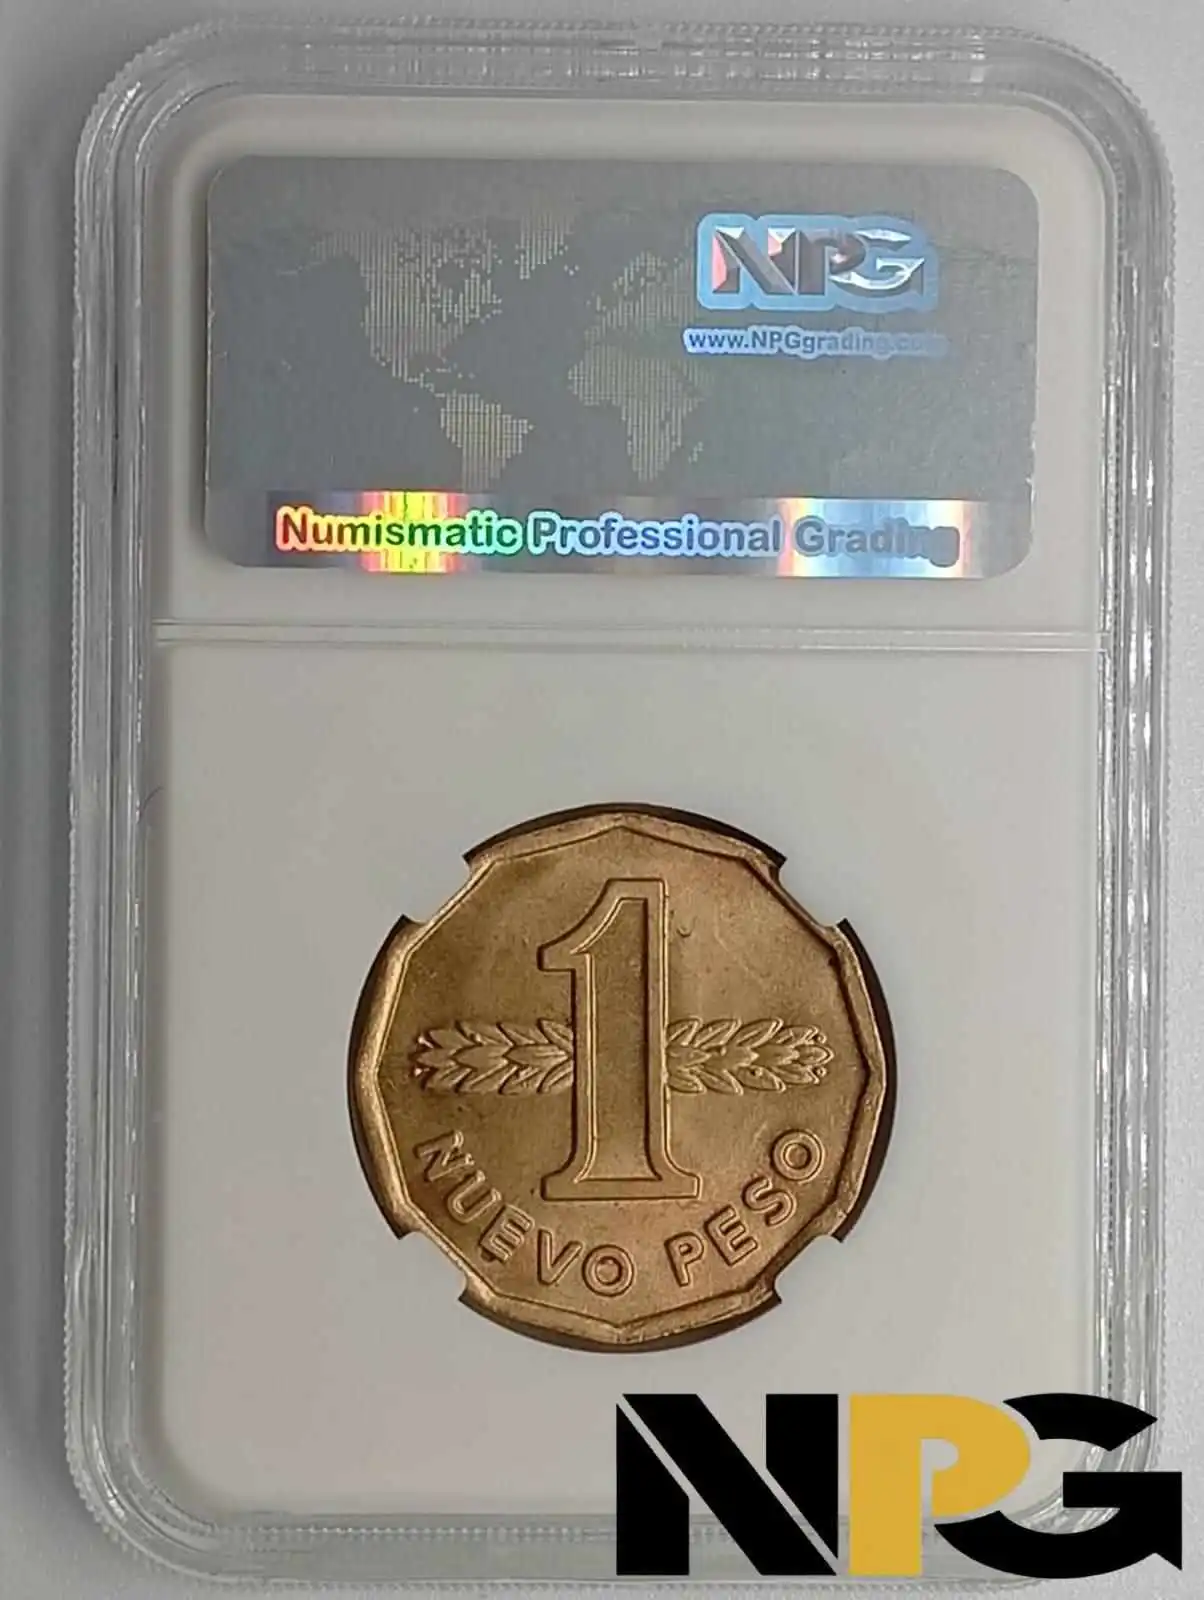 NPG
www.NPGgrading.com
Numismatic Professional Grading
1
NUEVO PESO
NPG